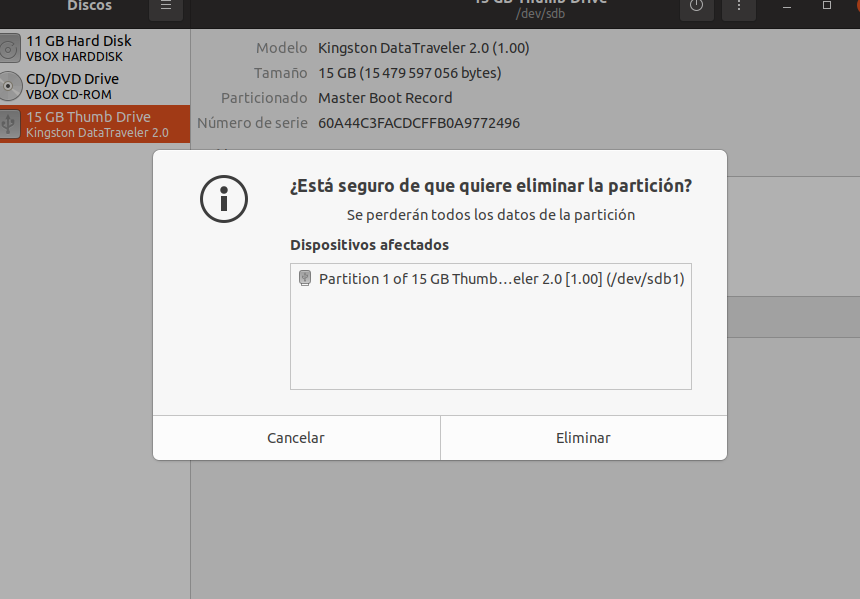 Discos
15 GB Thumb Drive
/dev/sdb
11 GB Hard Disk
VBOX HARDDISK
CD/DVD Drive
VBOX CD-ROM
15 GB Thumb Drive
Kingston DataTraveler 2.0
Modelo Kingston DataTraveler 2.0 (1.00)
Tamaño 15 GB (15 479 597 056 bytes)
Particionado Master Boot Record
Número de serie 60A44C3FACDCFFB0A9772496
¿Está seguro de que quiere eliminar la partición?
Se perderán todos los datos de la partición
Dispositivos afectados
Partition 1 of 15 GB Thumb…eler 2.0 [1.00] (/dev/sdb1)
Cancelar
Eliminar